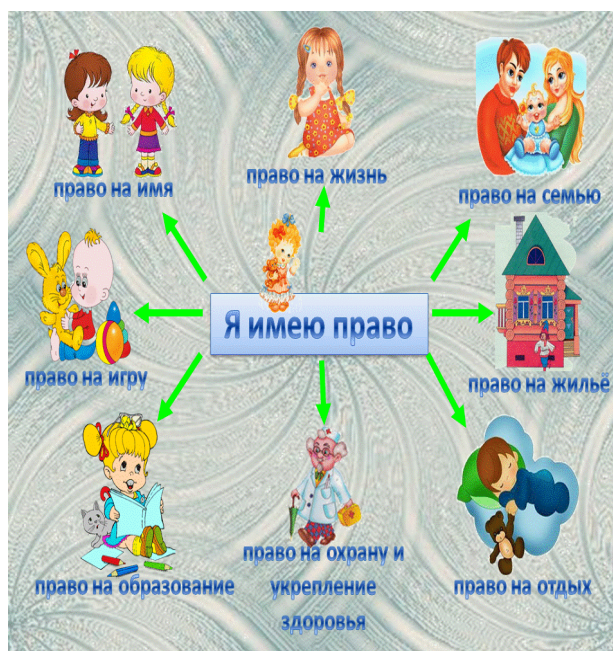 право на имя
право на жизнь
право на семью
Я имею право
право на игру
право на жильё
право на образование
право на охрану и
укрепление
здоровья
право на отдых